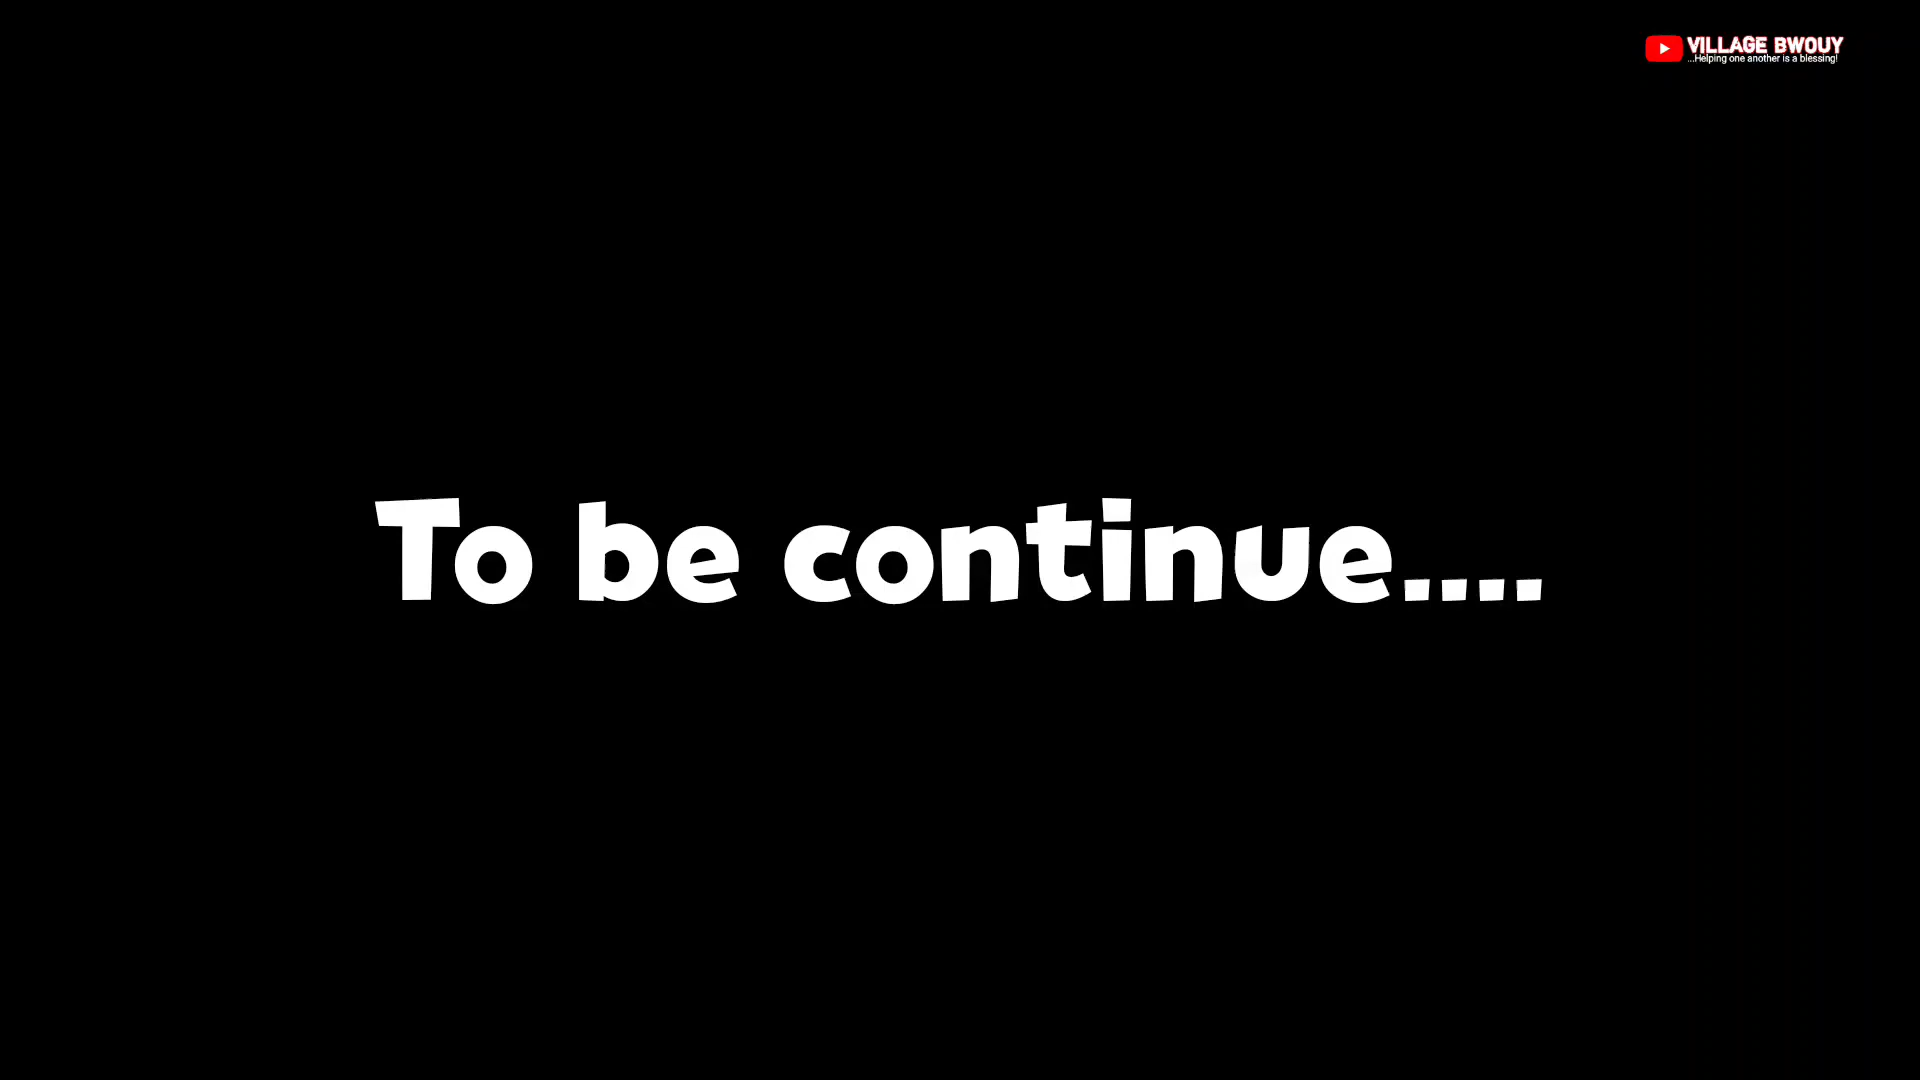 VILLAGE BWOUY
...Helping one another is a blessing!
To be continue....